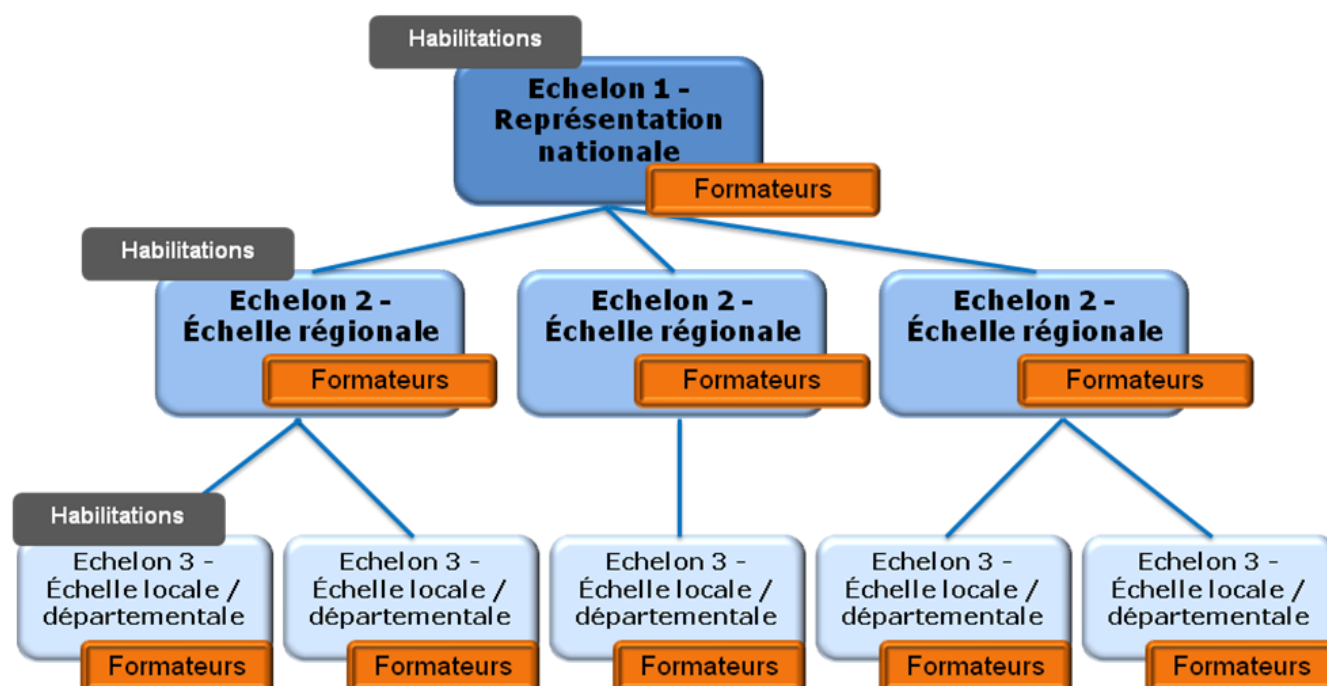 Habilitations
Echelon 1 -
Représentation
nationale
Formateurs
Habilitations
Echelon 2 -
Échelle régionale
Formateurs
Echelon 2 -
Échelle régionale
Formateurs
Echelon 2 -
Échelle régionale
Formateurs
Habilitations
Echelon 3 -
Échelle locale /
départementale
Formateurs
Echelon 3 -
Échelle locale /
départementale
Formateurs
Echelon 3 -
Échelle locale /
départementale
Formateurs
Echelon 3 -
Échelle locale /
départementale
Formateurs
Echelon 3 -
Échelle locale /
départementale
Formateurs